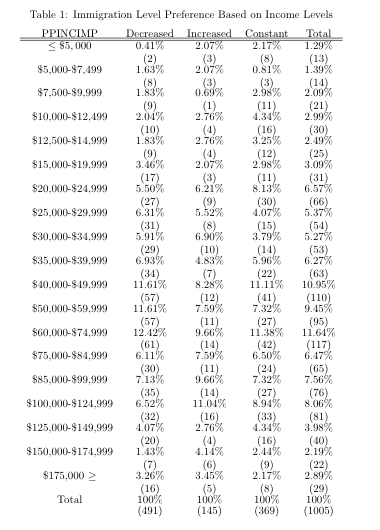 Table 1: Immigration Level Preference Based on Income Levels
PPINCIMP Decreased Increased Constant Total
≤ $5,000 0.41% 2.07% 2.17% 1.29%
(2) (3) (8) (13)
$5,000-$7,499 1.63% 2.07% 0.81% 1.39%
(8) (3) (3) (14)
$7,500-$9,999 1.83% 0.69% 2.98% 2.09%
(9) (1) (11) (21)
$10,000-$12,499 2.04% 2.76% 4.34% 2.99%
(10) (4) (16) (30)
$12,500-$14,999 1.83% 2.76% 3.25% 2.49%
(9) (4) (12) (25)
$15,000-$19,999 3.46% 2.07% 2.98% 3.09%
(17) (3) (11) (31)
$20,000-$24,999 5.50% 6.21% 8.13% 6.57%
(27) (9) (30) (66)
$25,000-$29,999 6.31% 5.52% 4.07% 5.37%
(31) (8) (15) (54)
$30,000-$34,999 5.91% 6.90% 3.79% 5.27%
(29) (10) (14) (53)
$35,000-$39,999 6.93% 4.83% 5.96% 6.27%
(34) (7) (22) (63)
$40,000-$49,999 11.61% 8.28% 11.11% 10.95%
(57) (12) (41) (110)
$50,000-$59,999 11.61% 7.59% 7.32% 9.45%
(57) (11) (27) (95)
$60,000-$74,999 12.42% 9.66% 11.38% 11.64%
(61) (14) (42) (117)
$75,000-$84,999 6.11% 7.59% 6.50% 6.47%
(30) (11) (24) (65)
$85,000-$99,999 7.13% 9.66% 7.32% 7.56%
(35) (14) (27) (76)
$100,000-$124,999 6.52% 11.04% 8.94% 8.06%
(32) (16) (33) (81)
$125,000-$149,999 4.07% 2.76% 4.34% 3.98%
(20) (4) (16) (40)
$150,000-$174,999 1.43% 4.14% 2.44% 2.19%
(7) (6) (9) (22)
$175,000 ≥ 3.26% 3.45% 2.17% 2.89%
(16) (5) (8) (29)
Total 100% 100% 100% 100%
(491) (145) (369) (1005)